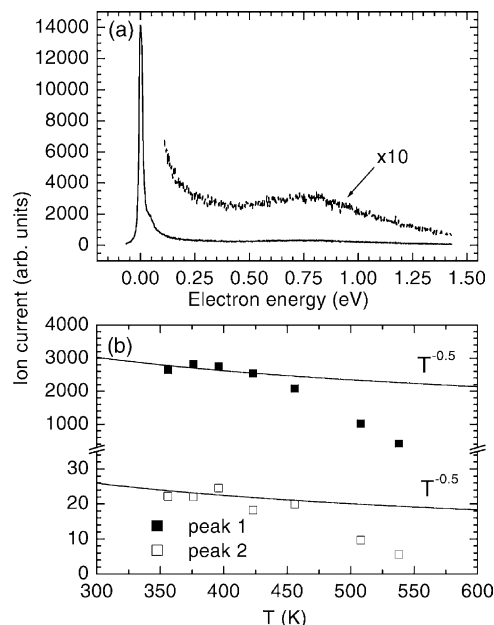 (a)
14000
12000
10000
8000
6000
4000
2000
0
x10
0.00 0.25 0.50 0.75 1.00 1.25 1.50
Electron energy (eV)
Ion current (arb. units)
(b)
4000
3000
2000
1000
30
20
10
0
T-0.5
T-0.5
peak 1
peak 2
300 350 400 450 500 550 600
T (K)